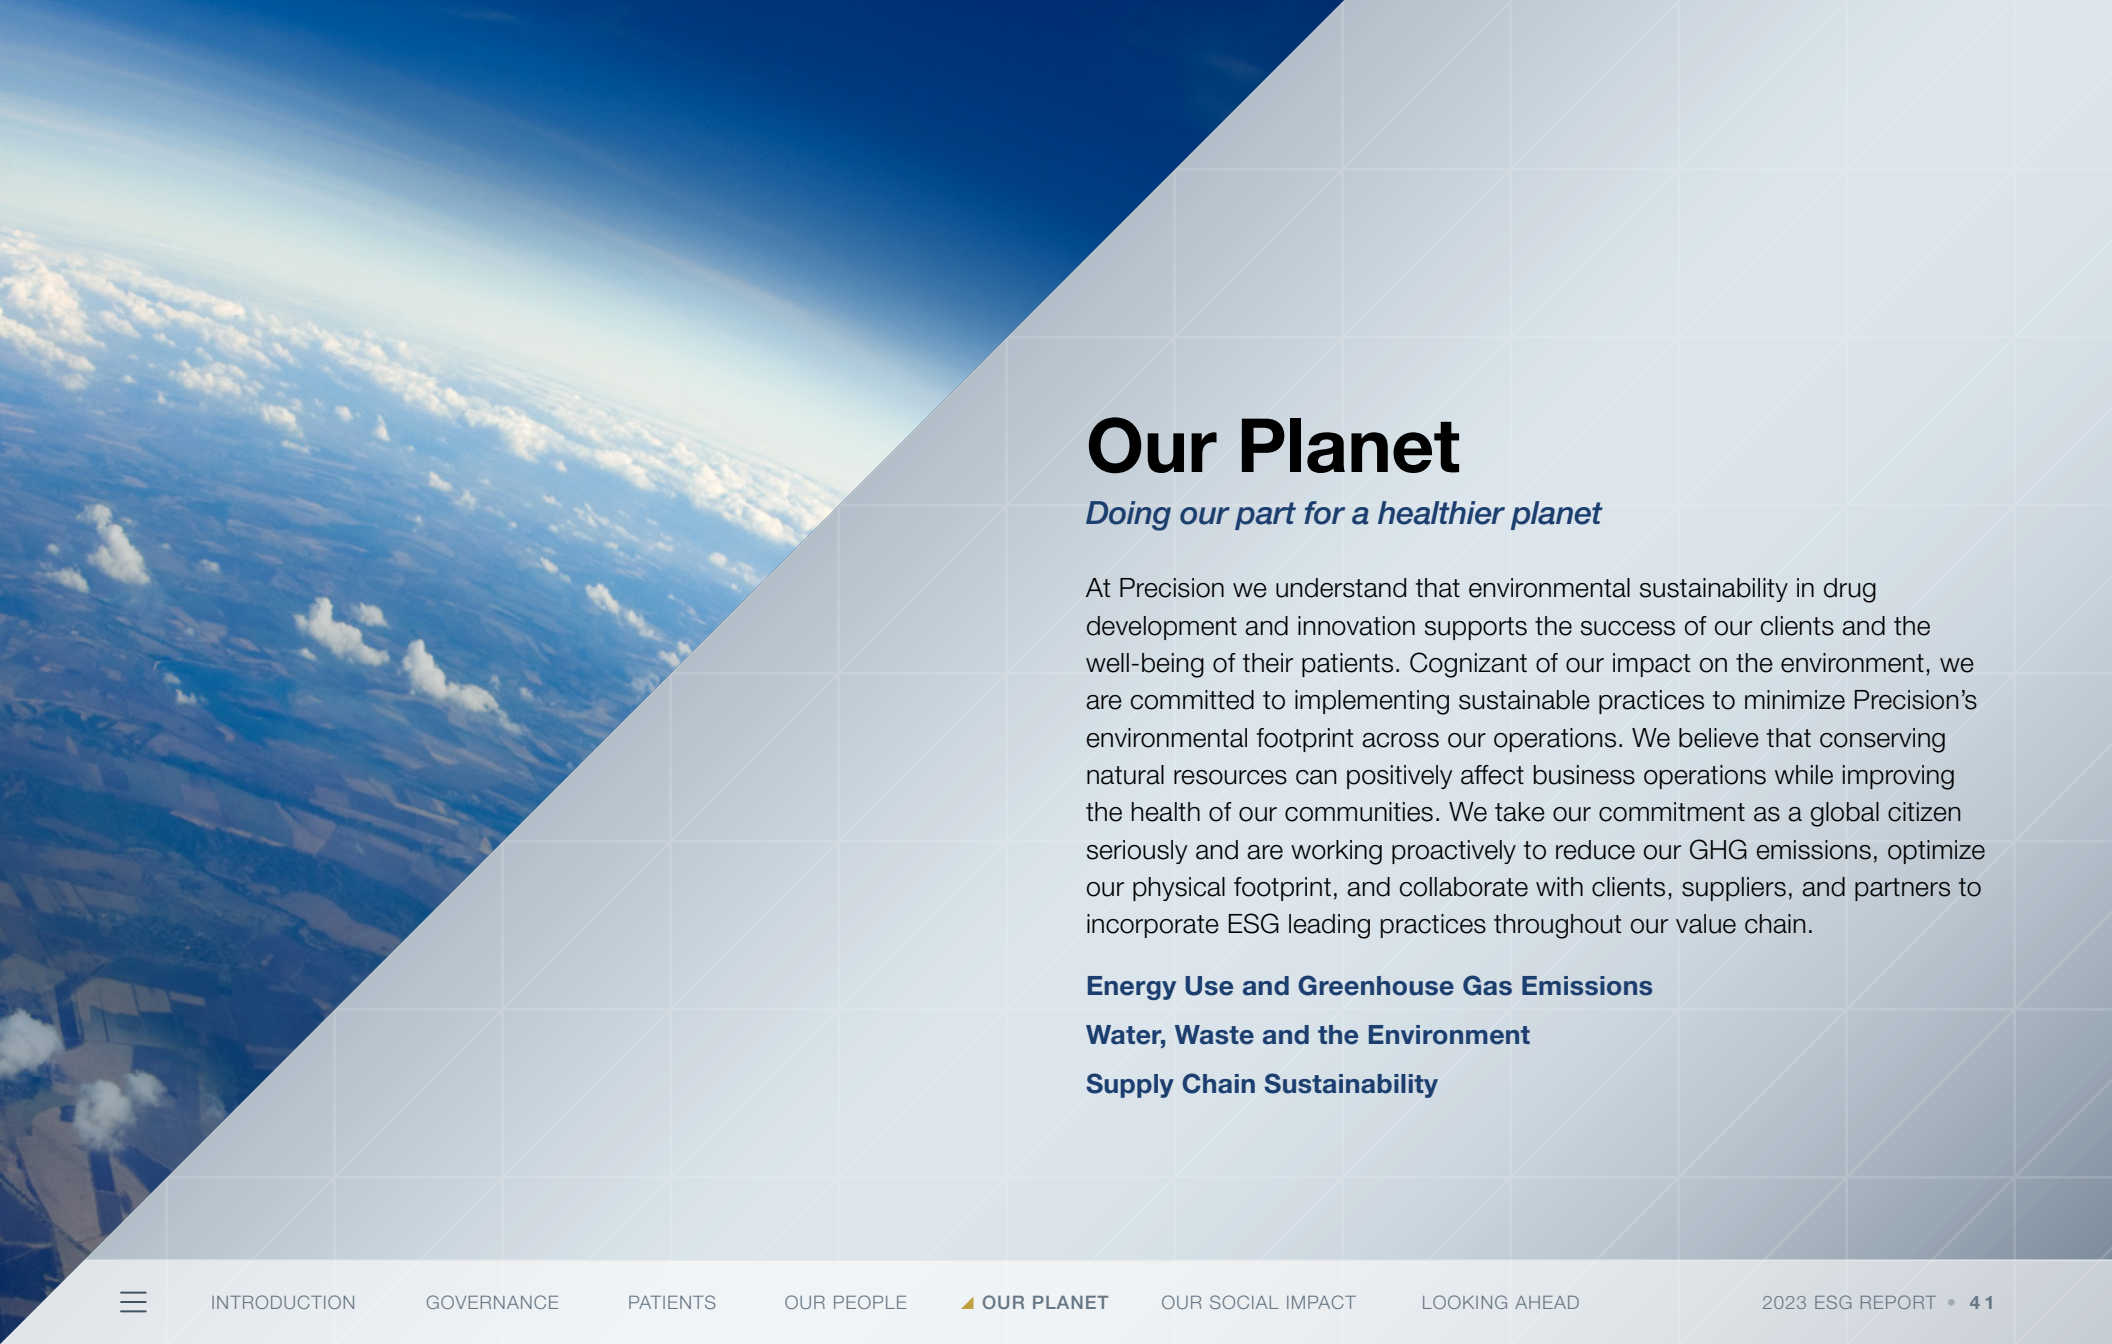 Our Planet
Doing our part for a healthier planet
At Precision we understand that environmental sustainability in drug
development and innovation supports the success of our clients and the
well-being of their patients. Cognizant of our impact on the environment, we
are committed to implementing sustainable practices to minimize Precision’s
environmental footprint across our operations. We believe that conserving
natural resources can positively affect business operations while improving
the health of our communities. We take our commitment as a global citizen
seriously and are working proactively to reduce our GHG emissions, optimize
our physical footprint, and collaborate with clients, suppliers, and partners to
incorporate ESG leading practices throughout our value chain.
Energy Use and Greenhouse Gas Emissions
Water, Waste and the Environment
Supply Chain Sustainability
INTRODUCTION GOVERNANCE PATIENTS OUR PEOPLE OUR PLANET OUR SOCIAL IMPACT LOOKING AHEAD 2023 ESG REPORT • 41